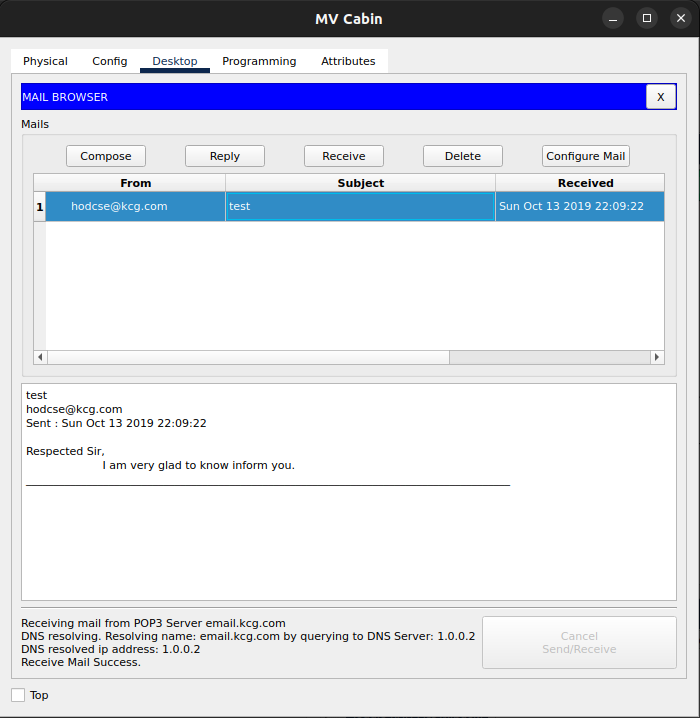 MV Cabin
Physical Config Desktop Programming Attributes
MAIL BROWSER X
Mails
Compose Reply Receive Delete Configure Mail
From Subject Received
1 hodcse@kcg.com test Sun Oct 13 2019 22:09:22
test
hodcse@kcg.com
Sent : Sun Oct 13 2019 22:09:22
Respected Sir,
I am very glad to know inform you.
Receiving mail from POP3 Server email.kcg.com
DNS resolving. Resolving name: email.kcg.com by querying to DNS Server: 1.0.0.2
DNS resolved ip address: 1.0.0.2
Receive Mail Success.
Cancel
Send/Receive
Top